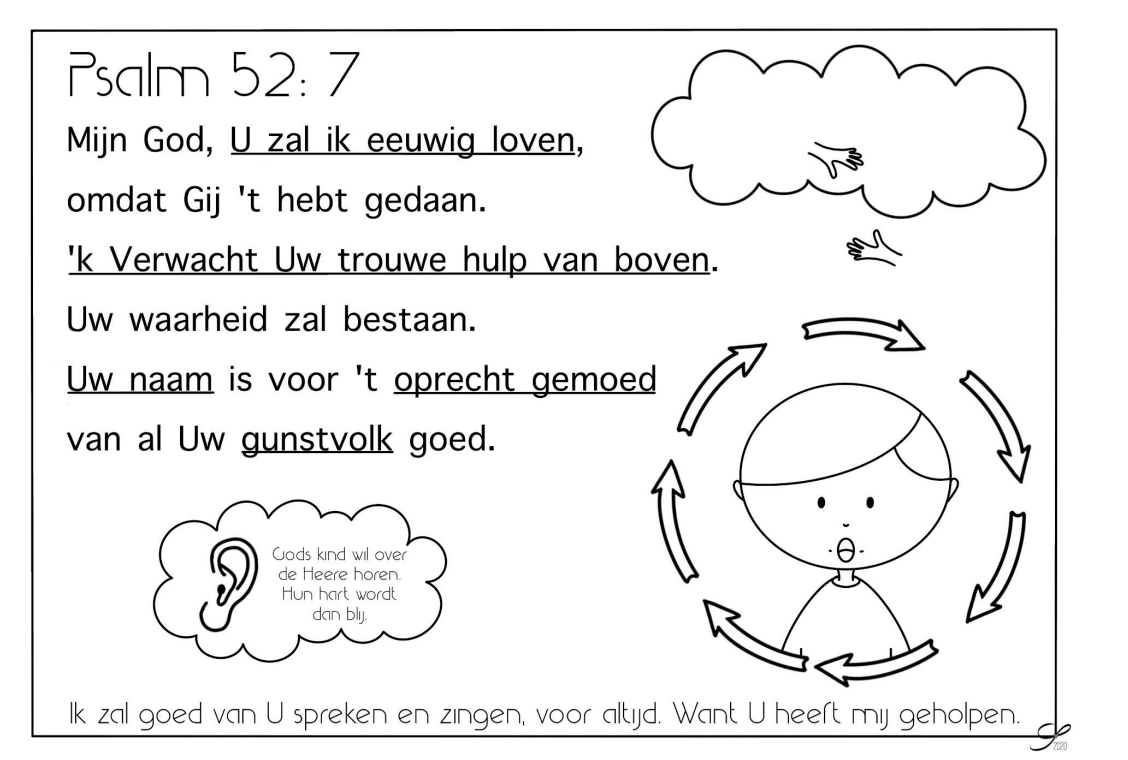 Psalm 52: 7
Mijn God, U zal ik eeuwig loven,
omdat Gij 't hebt gedaan.
'k Verwacht Uw trouwe hulp van boven.
Uw waarheid zal bestaan.
Uw naam is voor 't oprecht gemoed
van al Uw gunstvolk goed.
Gods kind wil over
de Heere horen.
Hun hart wordt
dan blij.
Ik zal goed van U spreken en zingen, voor altijd. Want U heeft mij geholpen.
2020